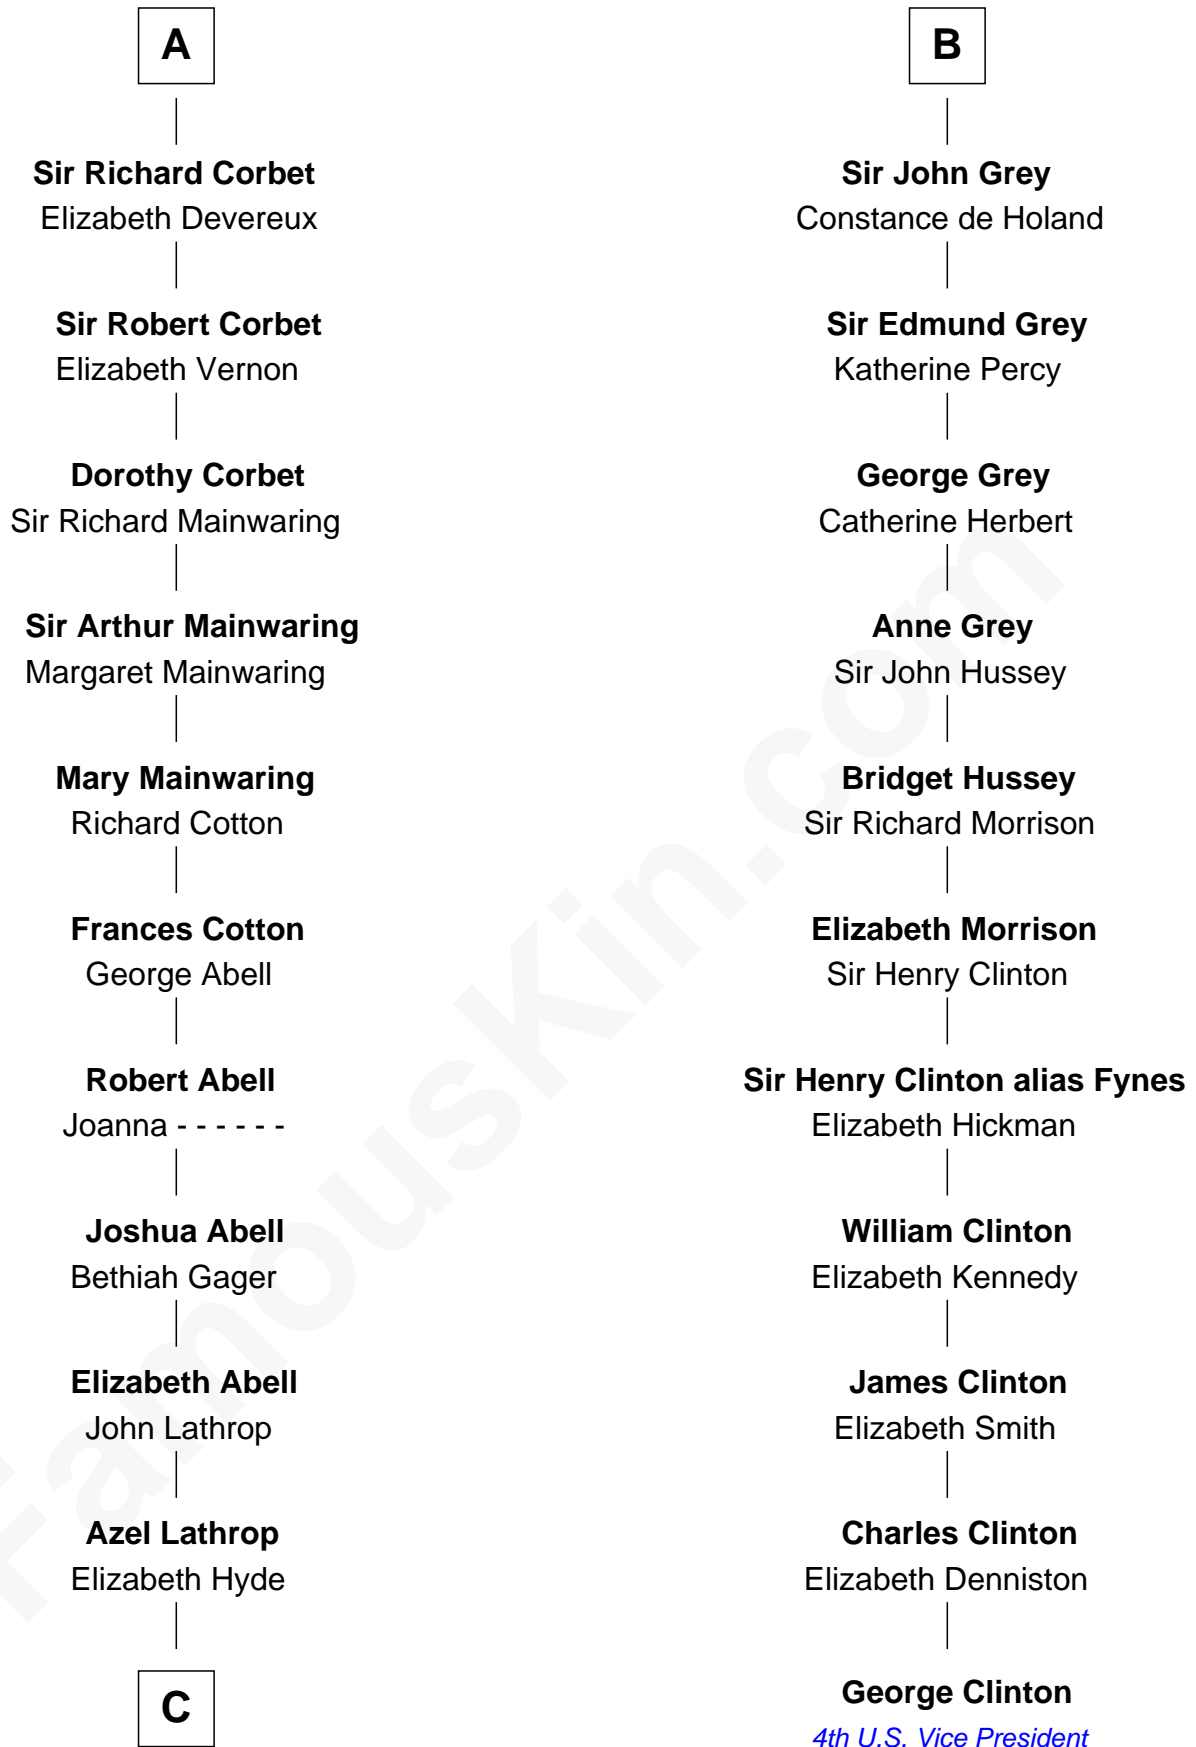 A
Sir Richard Corbet
Elizabeth Devereux
Sir Robert Corbet
Elizabeth Vernon
Dorothy Corbet
Sir Richard Mainwaring
Sir Arthur Mainwaring
Margaret Mainwaring
Mary Mainwaring
Richard Cotton
Frances Cotton
George Abell
Robert Abell
Joanna - - - - - -
Joshua Abell
Bethiah Gager
Elizabeth Abell
John Lathrop
Azel Lathrop
Elizabeth Hyde
C
B
Sir John Grey
Constance de Holand
Sir Edmund Grey
Katherine Percy
George Grey
Catherine Herbert
Anne Grey
Sir John Hussey
Bridget Hussey
Sir Richard Morrison
Elizabeth Morrison
Sir Henry Clinton
Sir Henry Clinton alias Fynes
Elizabeth Hickman
William Clinton
Elizabeth Kennedy
James Clinton
Elizabeth Smith
Charles Clinton
Elizabeth Denniston
George Clinton
4th U.S. Vice President
FamousKin.com